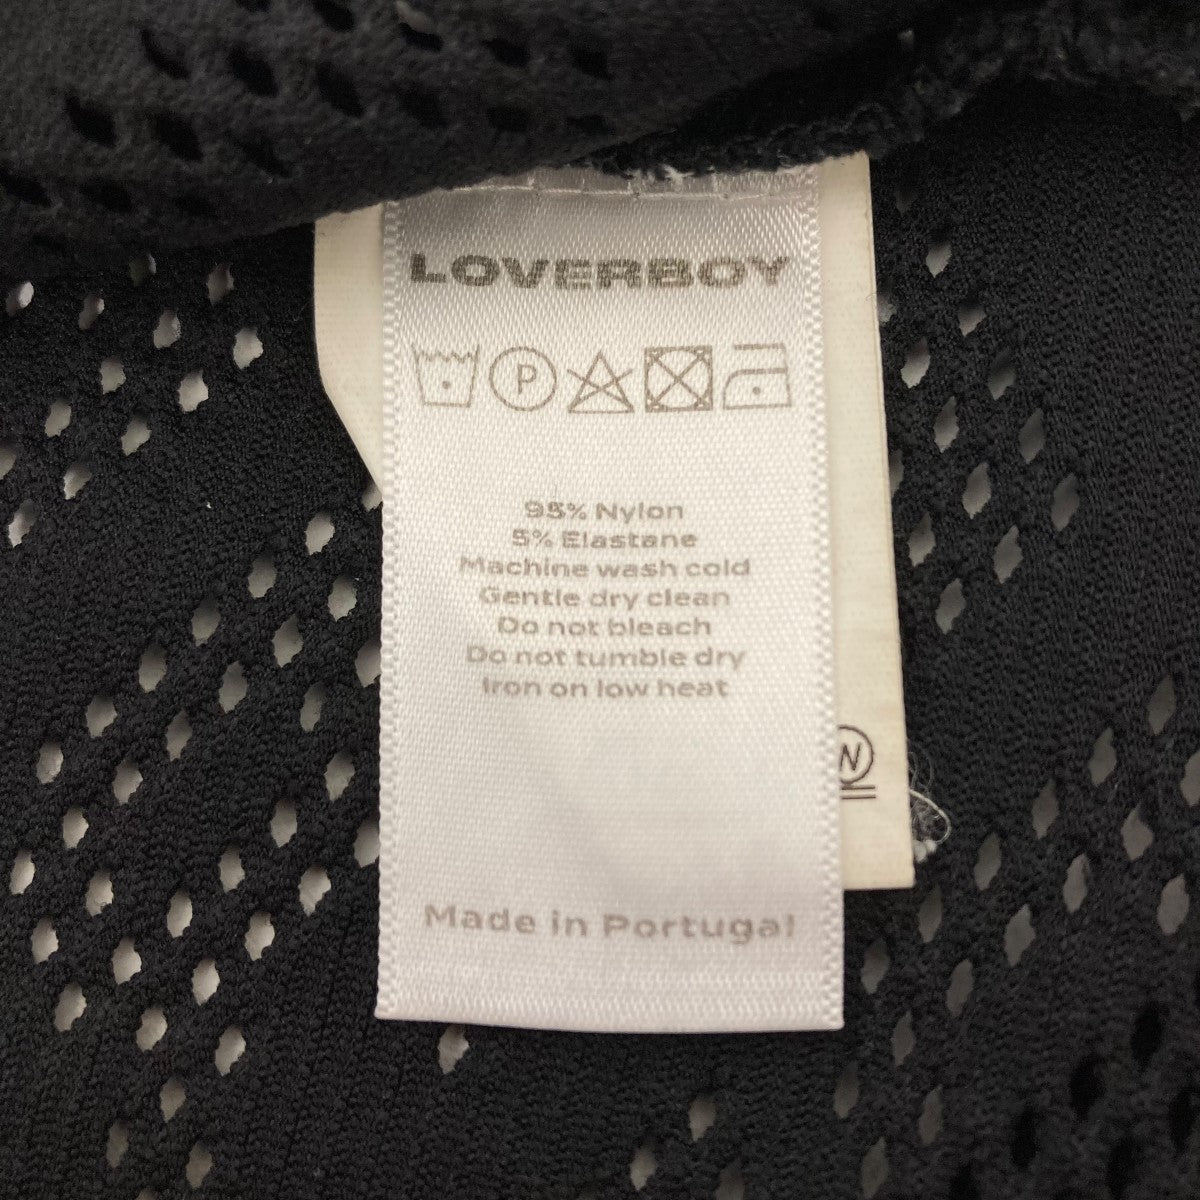 LOVERBOY
P
95% Nylon
5% Elastane
Machine wash cold
Gentle dry clean
Do not bleach
Do not tumble dry
Iron on low heat
W
Made in Portugal